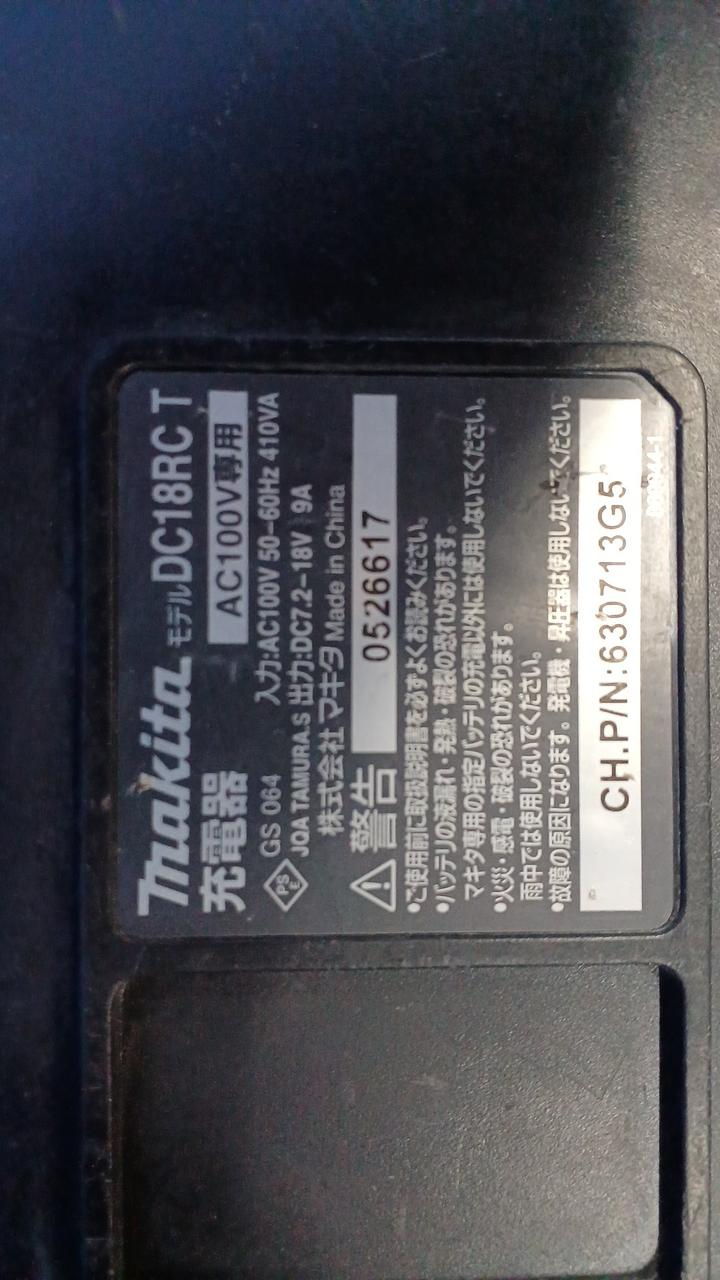 makita モデル DC18RC T
充電器 AC100V専用
GS 064 入力:AC100V 50-60Hz 410VA
PS E
JQA TAMURA.S 出力:DC7.2-18V 9A
株式会社 マキタ Made in China
警告 0526617
•ご使用前に取扱説明書を必ずよくお読みください。
•バッテリの液漏れ・発熱・破裂の恐れがあります。
マキタ専用の指定バッテリの充電以外には使用しないでください。
•火災・感電・破裂の恐れがあります。
雨中では使用しないでください。
•故障の原因になります。発電機・昇圧器は使用しないでください。
CH.P/N:630713G5